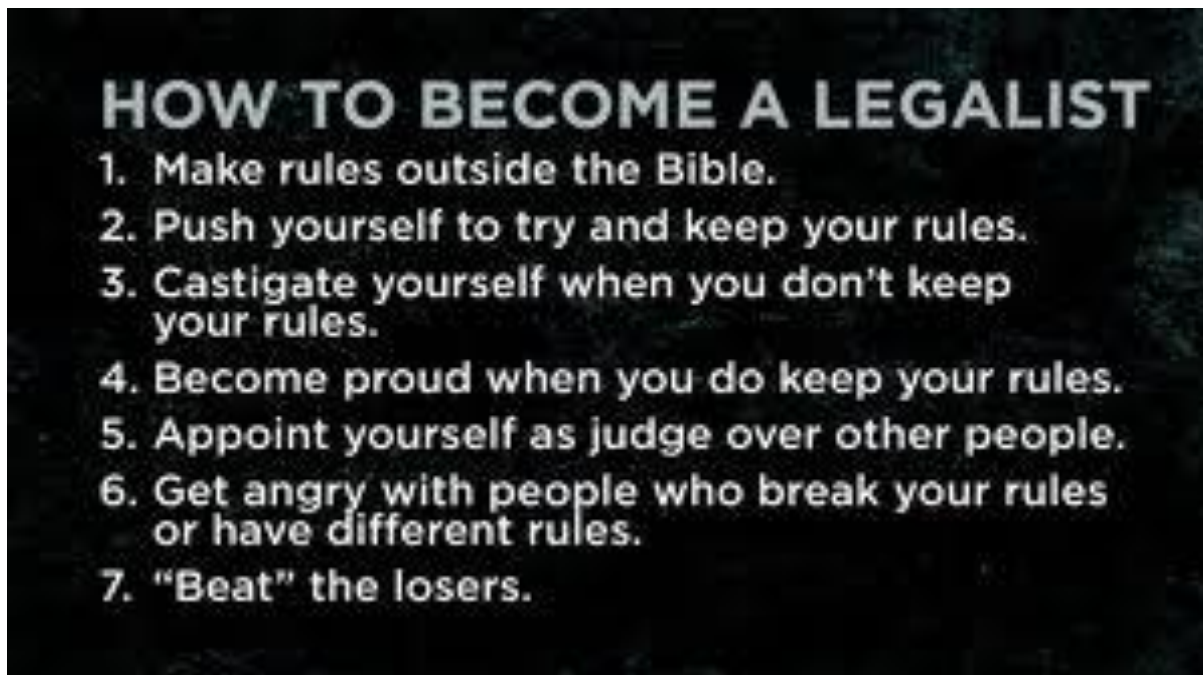 HOW TO BECOME A LEGALIST
1. Make rules outside the Bible.
2. Push yourself to try and keep your rules.
3. Castigate yourself when you don’t keep
your rules.
4. Become proud when you do keep your rules.
5. Appoint yourself as judge over other people.
6. Get angry with people who break your rules
or have different rules.
7. “Beat” the losers.